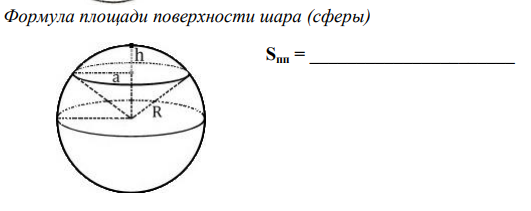 Формула площади поверхности шара (сферы)
Sпп = ______________________
h
a
R